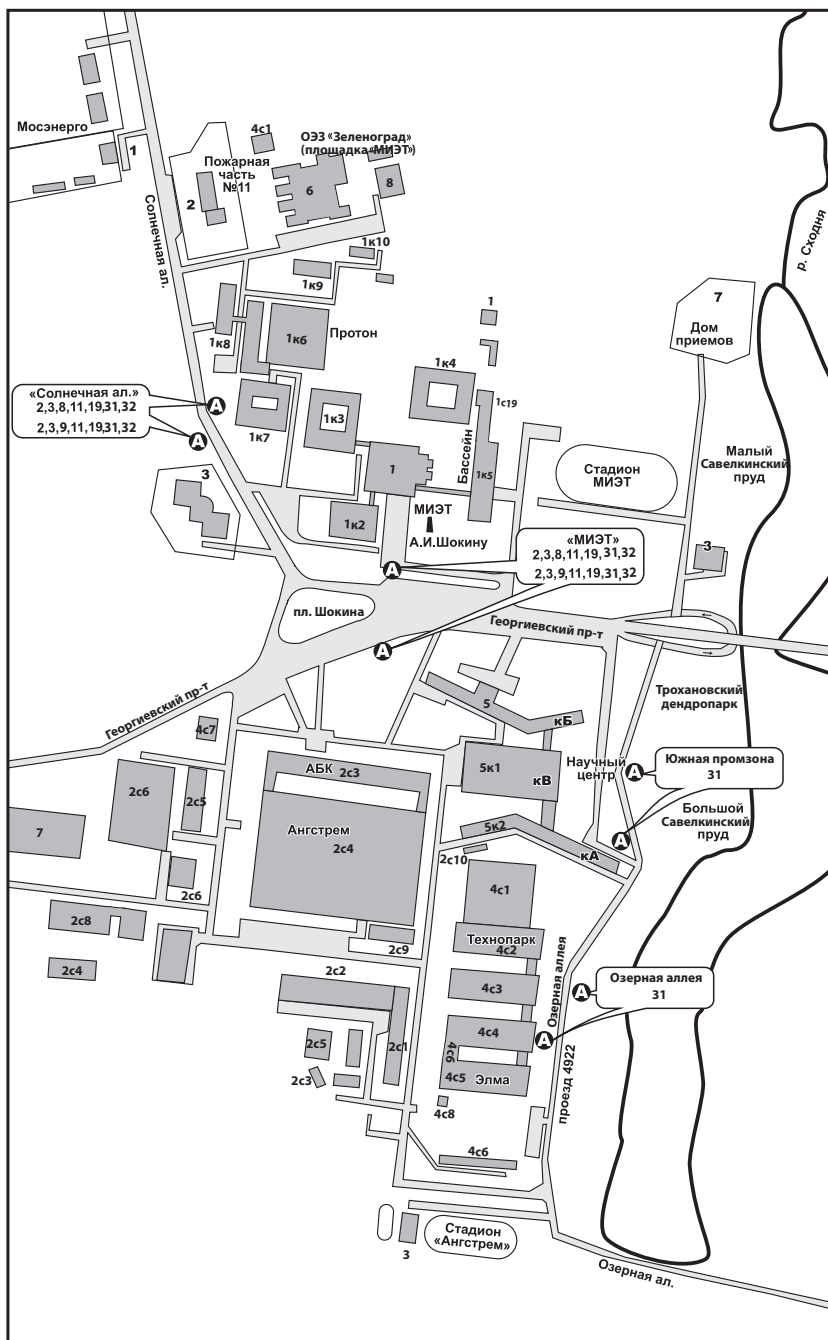 Мосэнерго
1
4с1
ОЭЗ «Зеленоград»
(площадка «МИЭТ»)
Пожарная
часть
№11
2
6
8
Солнечная ал.
р. Сходня
1к10
1к9
7
Дом
приемов
1
1к8
1к6
Протон
1к4
«Солнечная ал.»
2,3,8,11,19,31,32
2,3,9,11,19,31,32
А
А
1к7
1к3
1с19
Бассейн
1к5
1
3
Малый
Савелкинский
пруд
Стадион
МИЭТ
1к2
МИЭТ
А.И.Шокину
«МИЭТ»
2,3,8,11,19,31,32
2,3,9,11,19,31,32
3
А
пл. Шокина
Георгиевский пр-т
А
Георгиевский пр-т
Трохановский
дендропарк
5
кБ
4с7
АБК
2с3
5к1
кВ
Научный
центр
А
Южная промзона
31
2с6
2с5
7
Ангстрем
2с4
5к2
кА
А
Большой
Савелкинский
пруд
2с10
2с6
4с1
2с8
Технопарк
4с2
2с9
2с4
2с2
4с3
Озерная аллея
А
Озерная аллея
31
2с5
2с1
4с4
А
4с6
2с3
4с5
Элма
проезд 4922
4с8
4с6
3
Стадион
«Ангстрем»
Озерная ал.